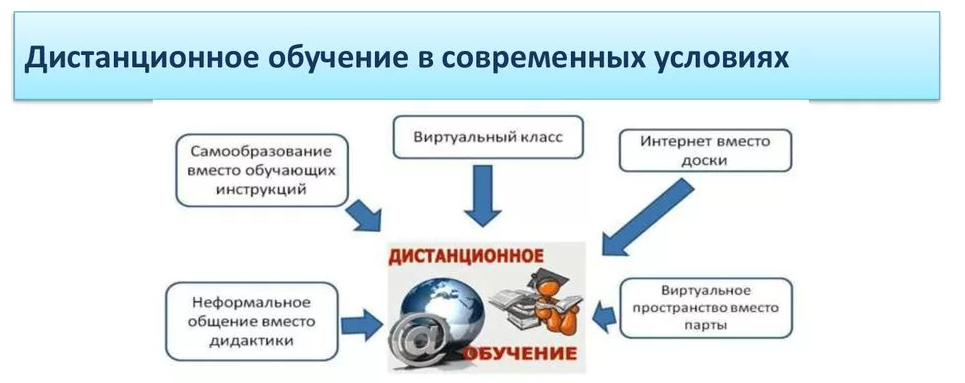 Дистанционное обучение в современных условиях
Виртуальный класс
Самообразование
вместо обучающих
инструкций
Интернет вместо
доски
ДИСТАНЦИОННОЕ
@
ОБУЧЕНИЕ
Неформальное
общение вместо
дидактики
Виртуальное
пространство вместо
парты